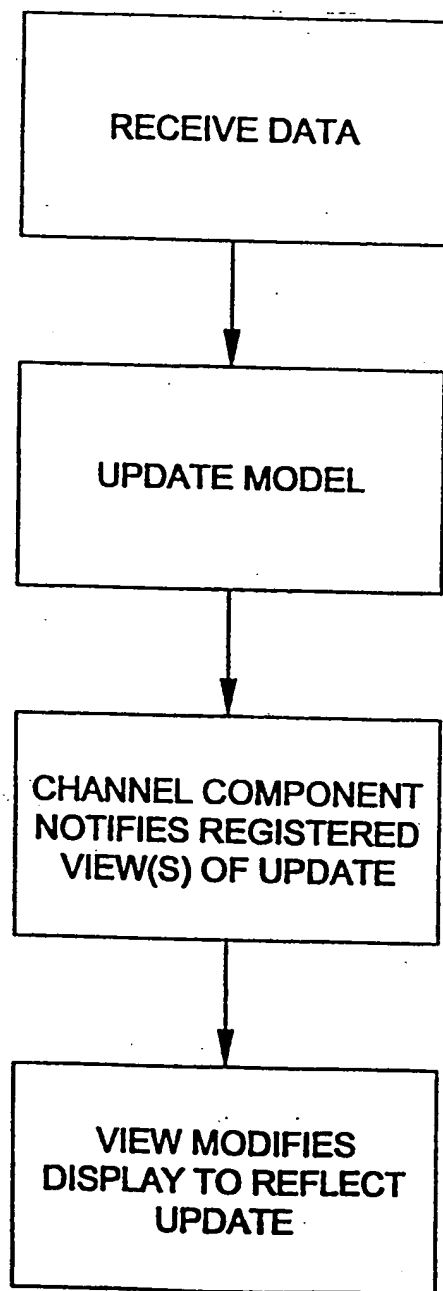 RECEIVE DATA
UPDATE MODEL
CHANNEL COMPONENT
NOTIFIES REGISTERED
VIEW(S) OF UPDATE
VIEW MODIFIES
DISPLAY TO REFLECT
UPDATE